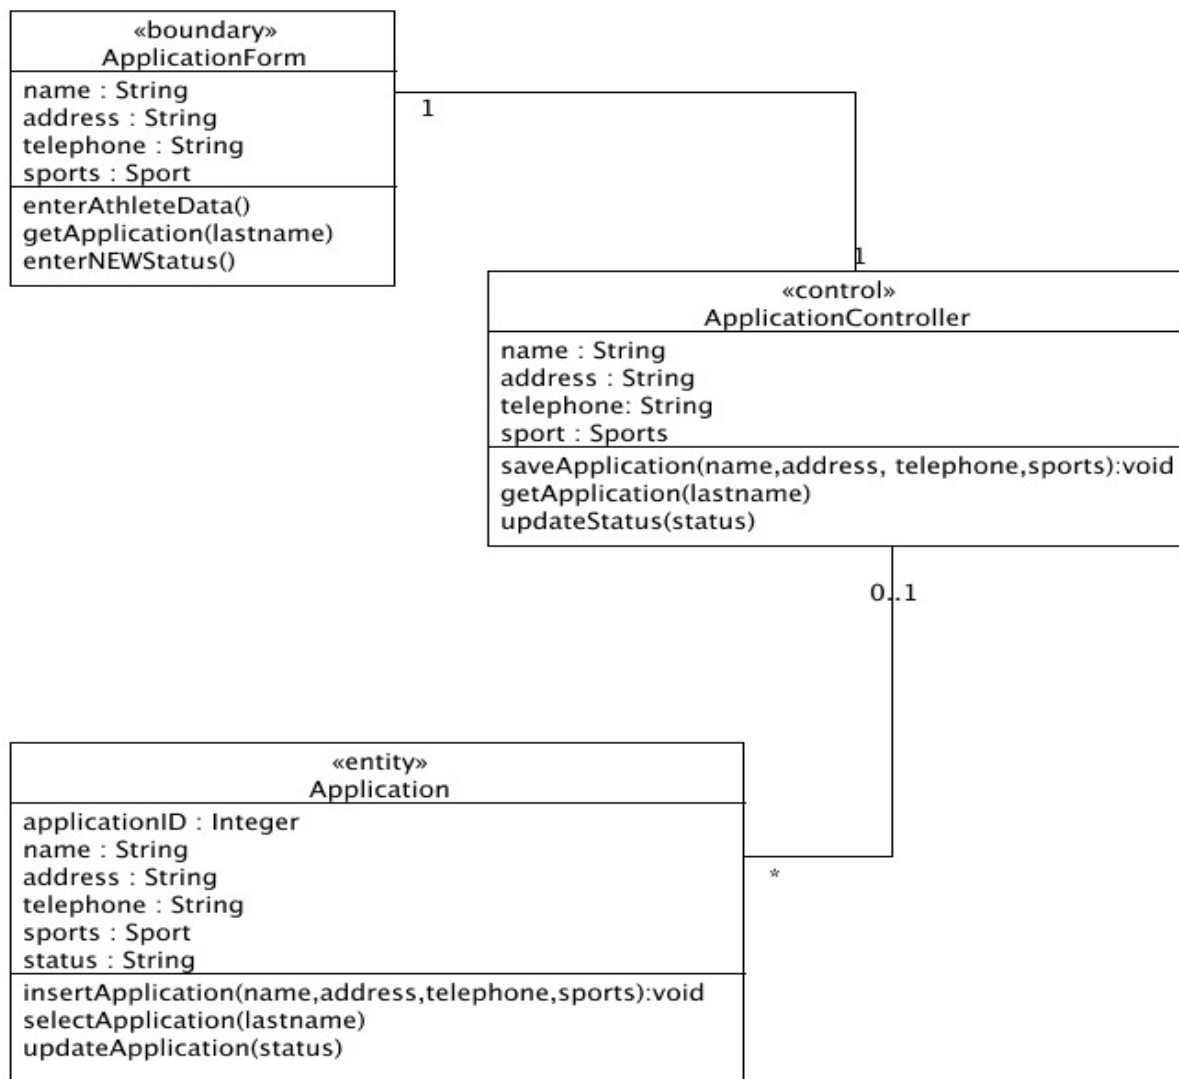 «boundary»
ApplicationForm
name : String
address : String
telephone : String
sports : Sport
enterAthleteData()
getApplication(lastname)
enterNEWStatus()
1
1
«control»
ApplicationController
name : String
address : String
telephone: String
sport : Sports
saveApplication(name,address, telephone,sports):void
getApplication(lastname)
updateStatus(status)
0..1
«entity»
Application
applicationID : Integer
name : String
address : String
telephone : String
sports : Sport
status : String
*
insertApplication(name,address,telephone,sports):void
selectApplication(lastname)
updateApplication(status)